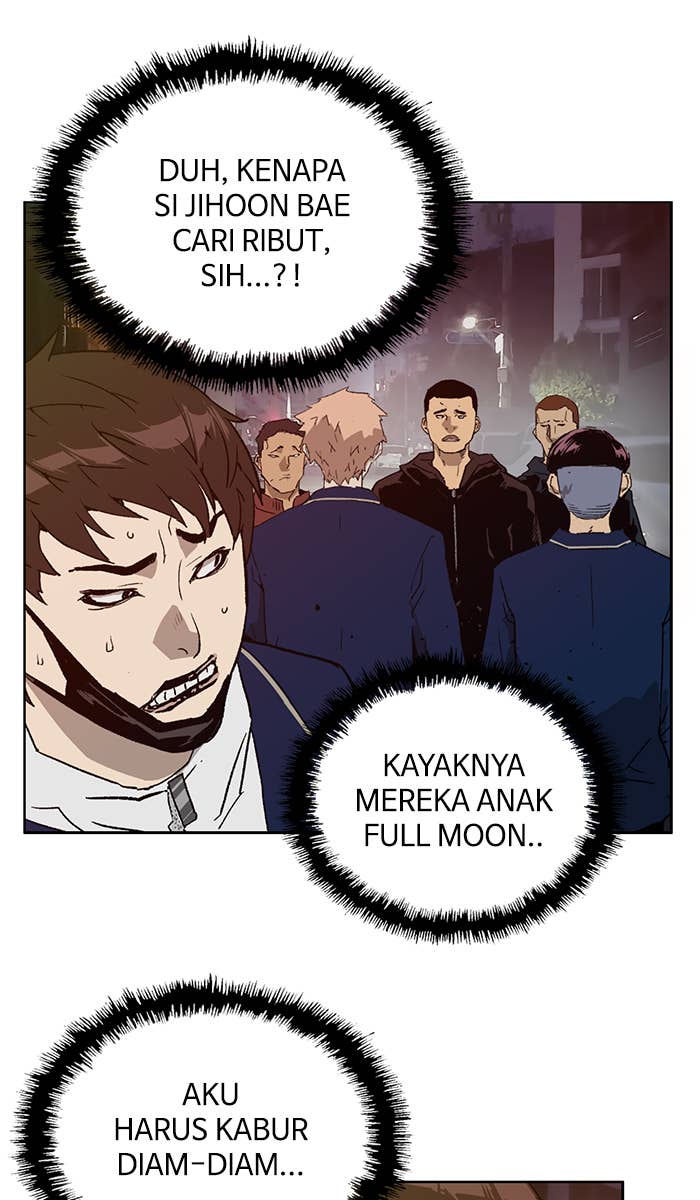 DUH, KENAPA
SI JIHOON BAE
CARI RIBUT,
SIH...?!
KAYAKNYA
MEREKA ANAK
FULL MOON..
AKU
HARUS KABUR
DIAM-DIAM...